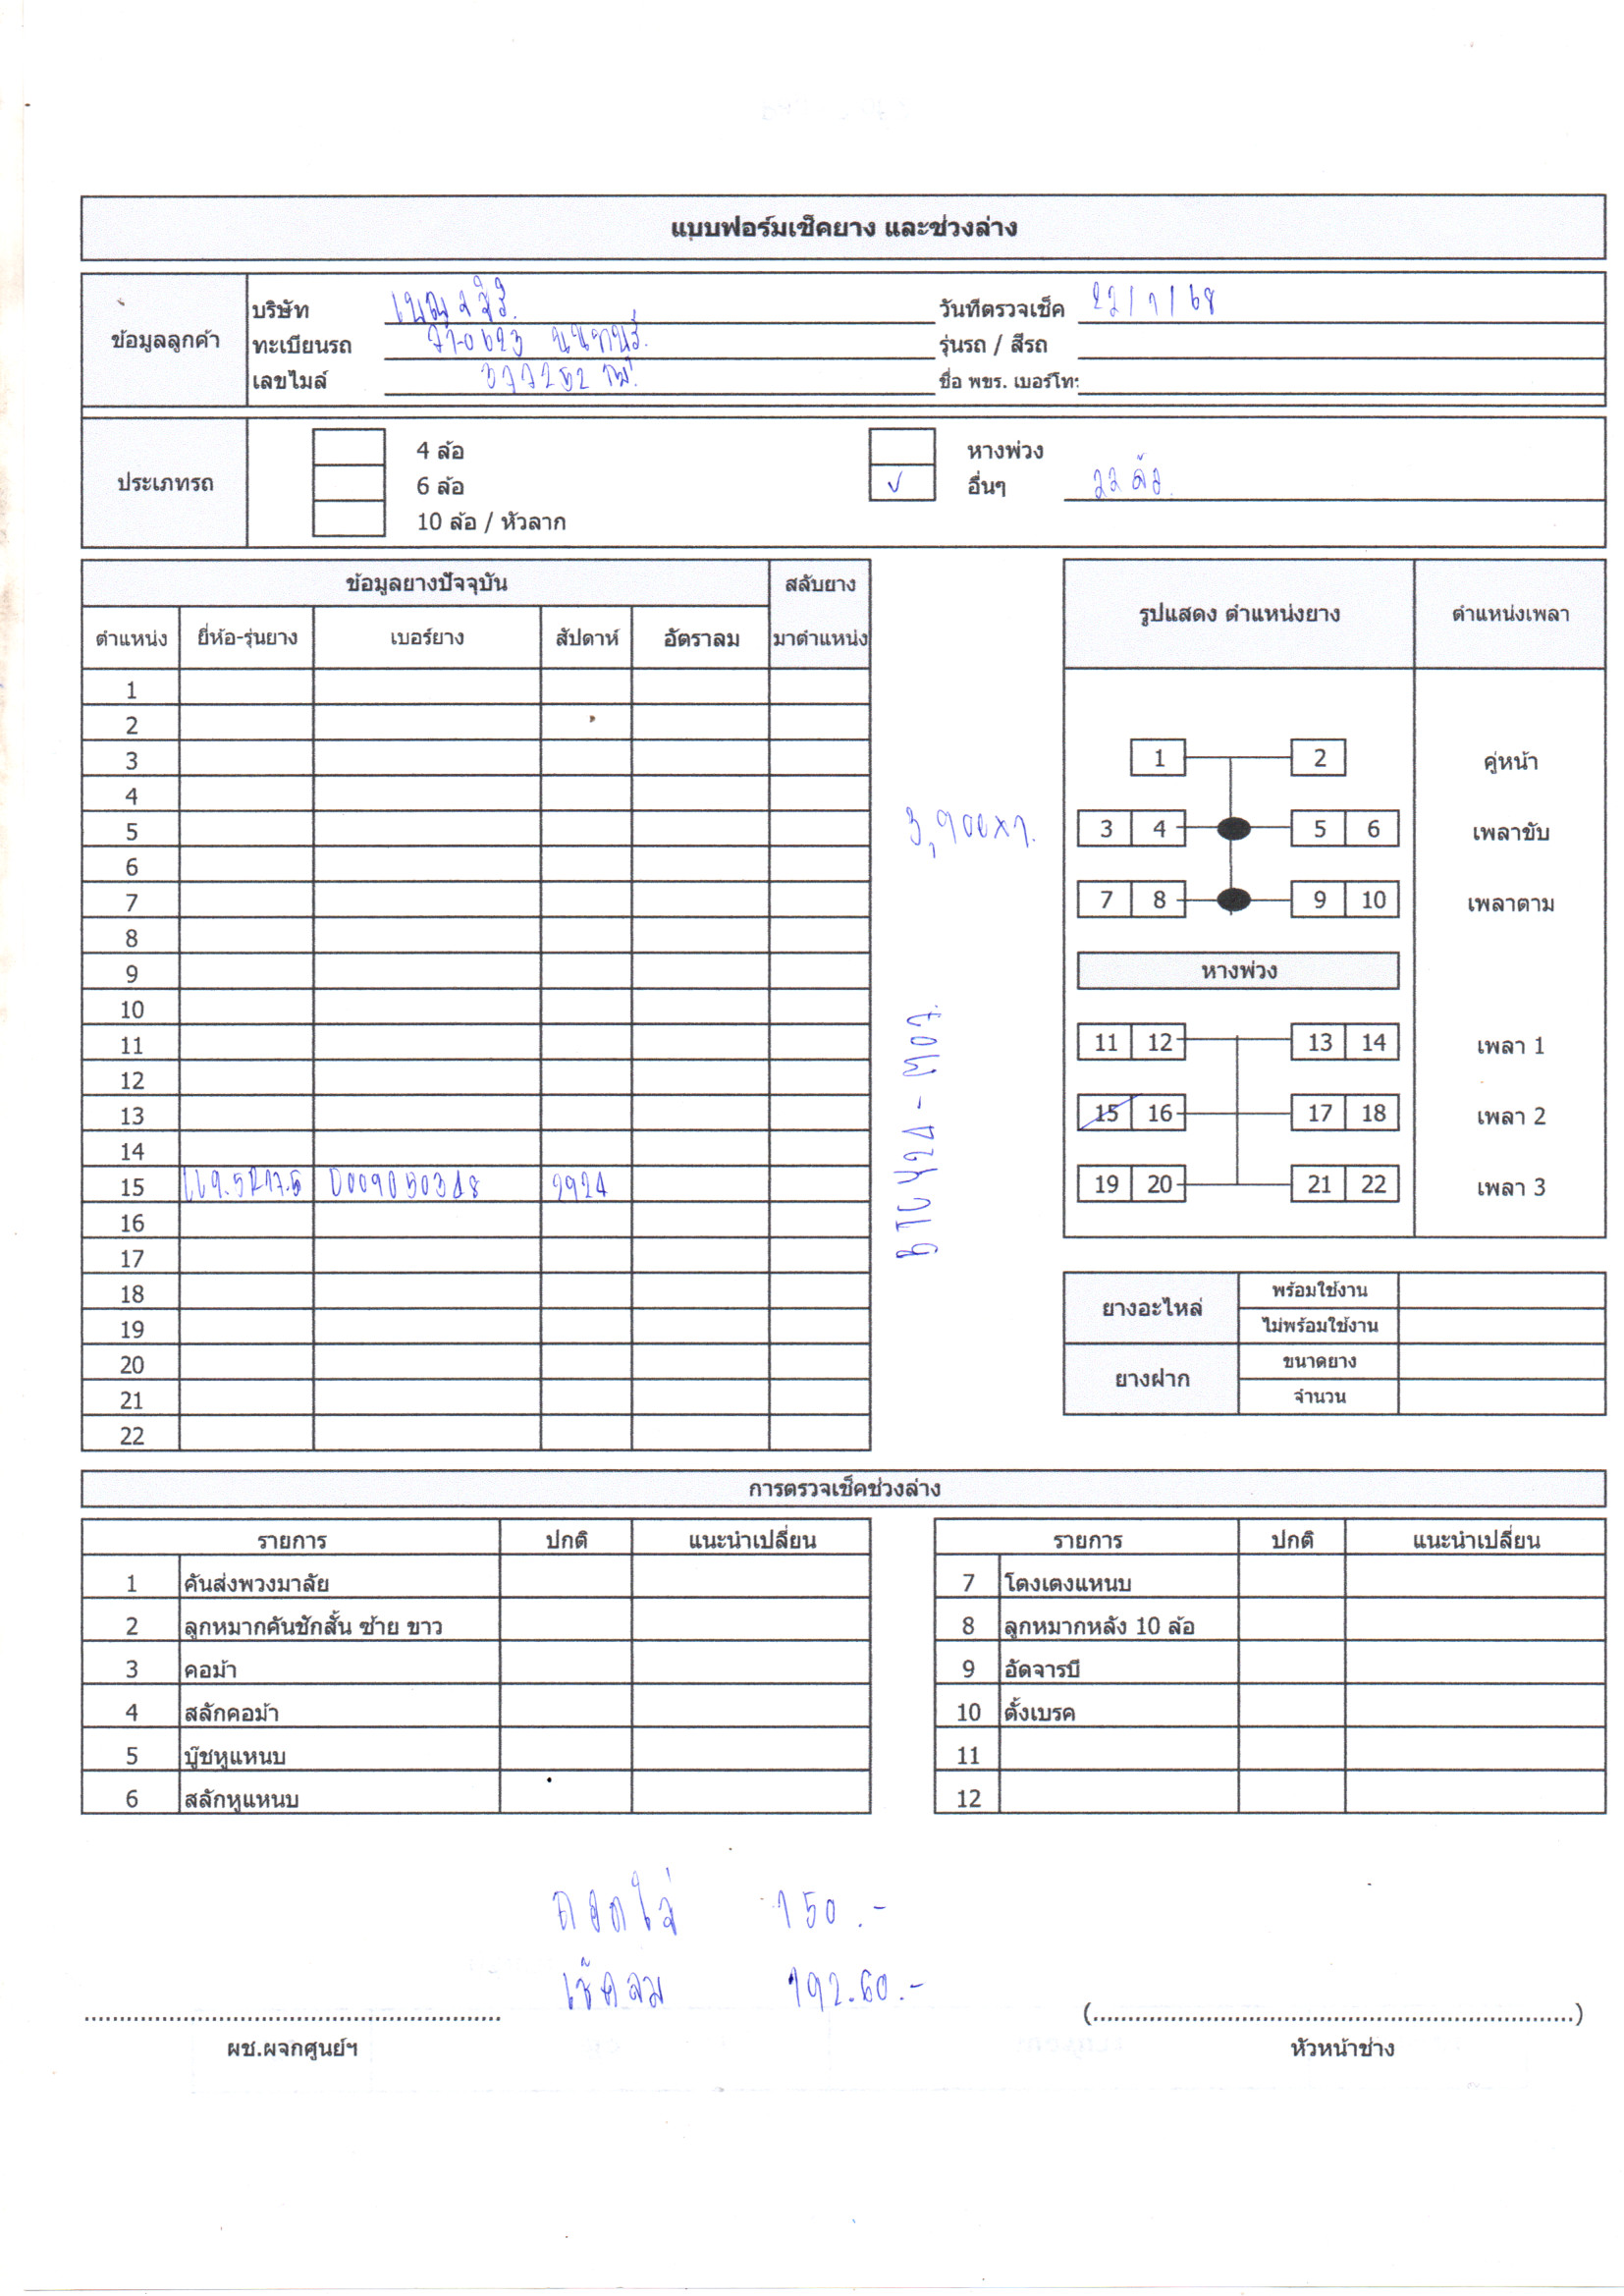 แบบฟอร์มเช็คยาง และช่วงล่าง
ข้อมูลลูกค้า
บริษัท เบญจสิริ
วันที่ตรวจเช็ค 22/1/68
ทะเบียนรถ 71-0623 นนทบุรี
รุ่นรถ / สีรถ
เลขไมล์ 377252
ชื่อ พขร. เบอร์โท:
ประเภทรถ
4 ล้อ
หางพ่วง
6 ล้อ
✓ อื่นๆ 22 ล้อ
10 ล้อ / หัวลาก
ข้อมูลยางปัจจุบัน สลับยาง
ตำแหน่ง ยี่ห้อ-รุ่นยาง เบอร์ยาง สัปดาห์ อัตราลม มาตำแหน่ง
1
2
3
4
5
6
7
8
9
10
11
12
13
14
15 2924
16
17
18
19
20
21
22
3,900x1.
รูปแสดง ตำแหน่งยาง ตำแหน่งเพลา
1 2 คู่หน้า
3 4 5 6 เพลาขับ
7 8 9 10 เพลาตาม
หางพ่วง
11 12 13 14 เพลา 1
15 16 17 18 เพลา 2
19 20 21 22 เพลา 3
ยางอะไหล่ พร้อมใช้งาน
ไม่พร้อมใช้งาน
ยางฝาก ขนาดยาง
จำนวน
การตรวจเช็คช่วงล่าง
รายการ ปกติ แนะนำเปลี่ยน
1 คันส่งพวงมาลัย
2 ลูกหมากคันชักสั้น ซ้าย ขาว
3 คอม้า
4 สลักคอม้า
5 บู๊ชหูแหนบ
6 สลักหูแหนบ
รายการ ปกติ แนะนำเปลี่ยน
7 โตงเตงแหนบ
8 ลูกหมากหลัง 10 ล้อ
9 อัดจารบี
10 ตั้งเบรค
11
12
ถอดใส่ 150.-
เช็คลม 192.60.-
ผช.ผจกศูนย์ฯ
(....................)
หัวหน้าช่าง